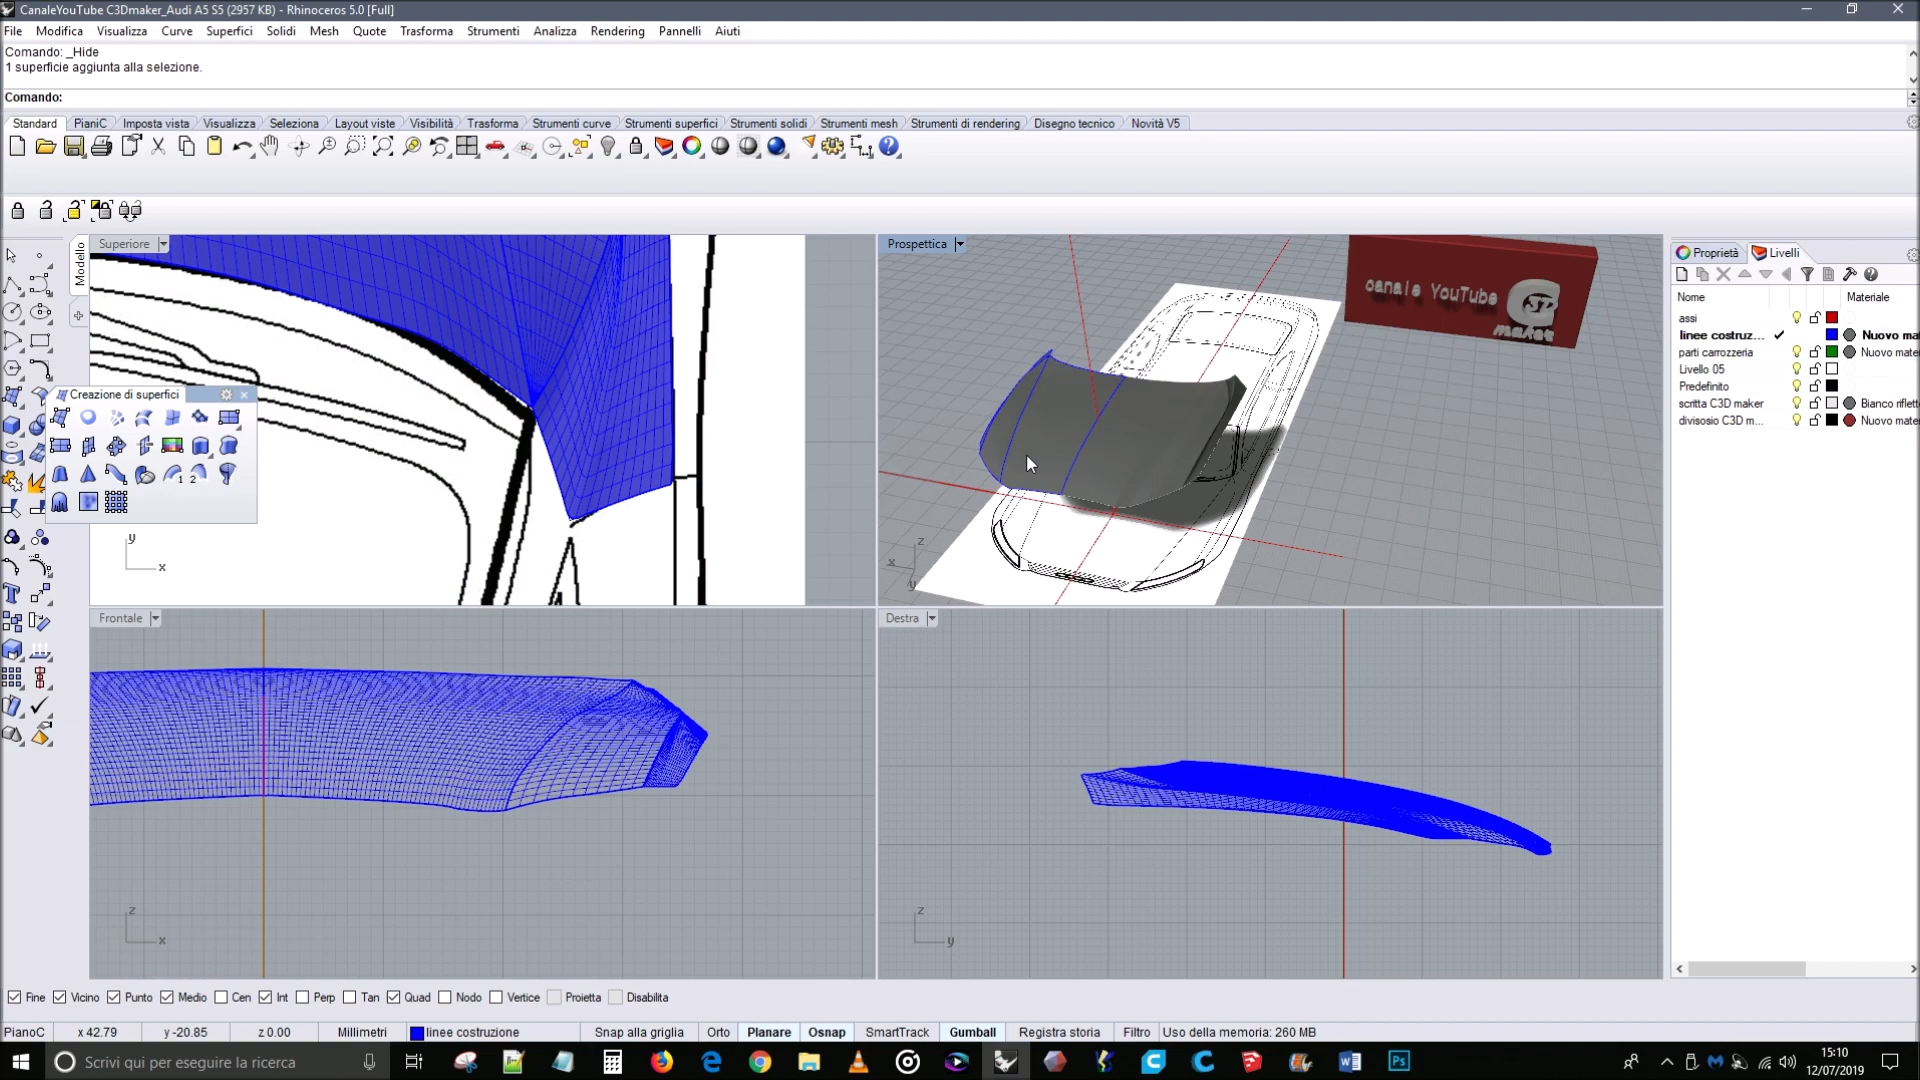 CanaleYouTube C3Dmaker_Audi A5 S5 (2957 KB) - Rhinoceros 5.0 [Full]
File Modifica Visualizza Curve Superfici Solidi Mesh Quote Trasforma Strumenti Analizza Rendering Pannelli Aiuti
Comando: _Hide
1 superficie aggiunta alla selezione.
Comando:
Standard PianiC Imposta vista Visualizza Seleziona Layout viste Visibilità Trasforma Strumenti curve Strumenti superfici Strumenti solidi Strumenti mesh Strumenti di rendering Disegno tecnico Novità V5
Modello
Superiore
Prospettica
Proprietà Livelli
Nome Materiale
assi
linee costruz... Nuovo ma
parti carrozzeria Nuovo mate
Livello 05
Predefinito
scritta C3D maker Bianco riflett
divisosio C3D m... Nuovo mate
Creazione di superfici
1 2
y
x
canale YouTube
3D
maker
z
x
y
Frontale
Destra
z
x
z
y
Fine Vicino Punto Medio Cen Int Perp Tan Quad Nodo Vertice Proietta Disabilita
PianoC x 42.79 y -20.85 z 0.00 Millimetri linee costruzione Snap alla griglia Orto Planare Osnap SmartTrack Gumball Registra storia Filtro Uso della memoria: 260 MB
Scrivi qui per eseguire la ricerca
15:10
12/07/2019